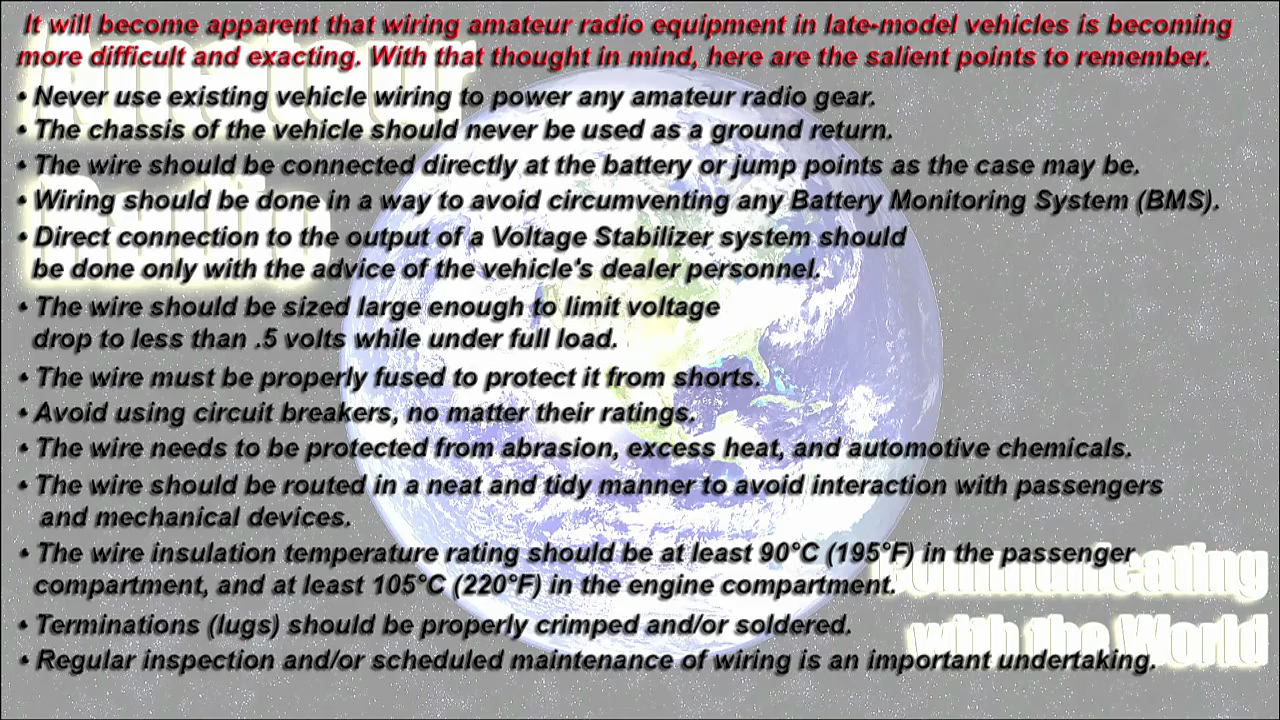 It will become apparent that wiring amateur radio equipment in late-model vehicles is becoming
more difficult and exacting. With that thought in mind, here are the salient points to remember.
• Never use existing vehicle wiring to power any amateur radio gear.
• The chassis of the vehicle should never be used as a ground return.
• The wire should be connected directly at the battery or jump points as the case may be.
• Wiring should be done in a way to avoid circumventing any Battery Monitoring System (BMS).
• Direct connection to the output of a Voltage Stabilizer system should
be done only with the advice of the vehicle's dealer personnel.
• The wire should be sized large enough to limit voltage
drop to less than .5 volts while under full load.
• The wire must be properly fused to protect it from shorts.
• Avoid using circuit breakers, no matter their ratings.
• The wire needs to be protected from abrasion, excess heat, and automotive chemicals.
• The wire should be routed in a neat and tidy manner to avoid interaction with passengers
and mechanical devices.
• The wire insulation temperature rating should be at least 90°C (195°F) in the passenger
compartment, and at least 105°C (220°F) in the engine compartment.
• Terminations (lugs) should be properly crimped and/or soldered.
• Regular inspection and/or scheduled maintenance of wiring is an important undertaking.
Amateur
Radio
Communicating
with the World